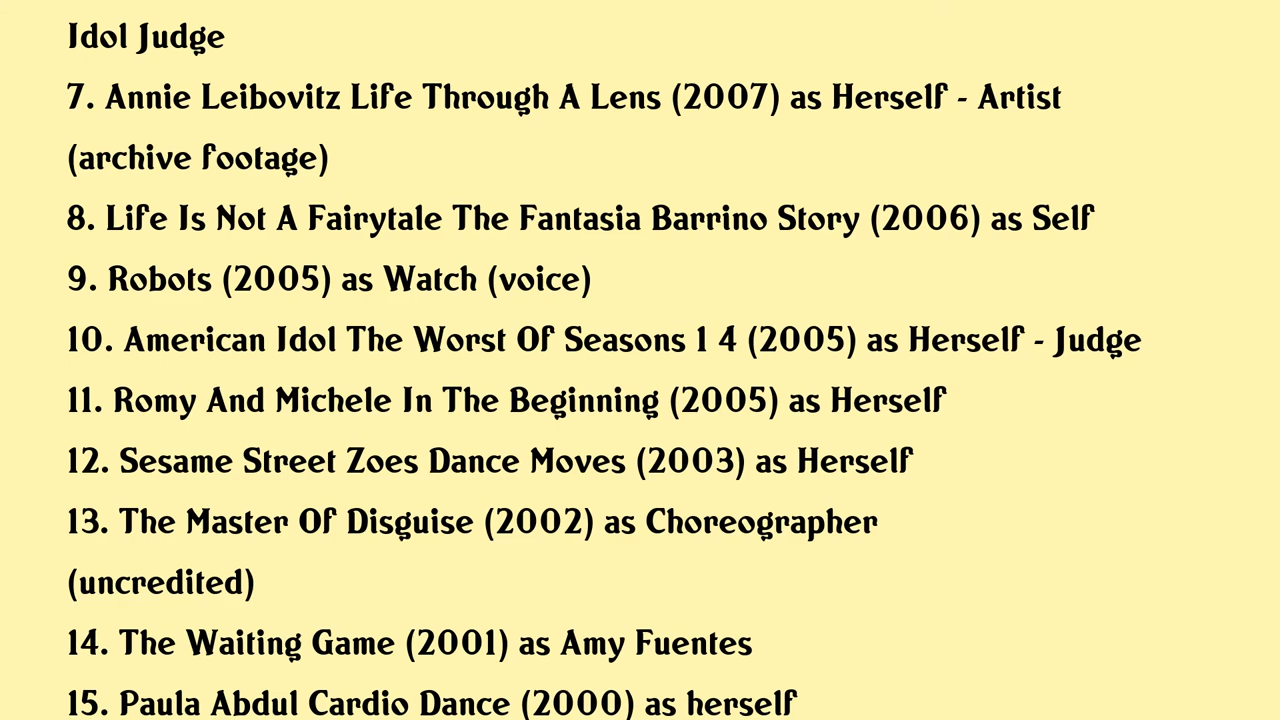 Idol Judge
7. Annie Leibovitz Life Through A Lens (2007) as Herself - Artist
(archive footage)
8. Life Is Not A Fairytale The Fantasia Barrino Story (2006) as Self
9. Robots (2005) as Watch (voice)
10. American Idol The Worst Of Seasons 1 4 (2005) as Herself - Judge
11. Romy And Michele In The Beginning (2005) as Herself
12. Sesame Street Zoes Dance Moves (2003) as Herself
13. The Master Of Disguise (2002) as Choreographer
(uncredited)
14. The Waiting Game (2001) as Amy Fuentes
15. Paula Abdul Cardio Dance (2000) as herself